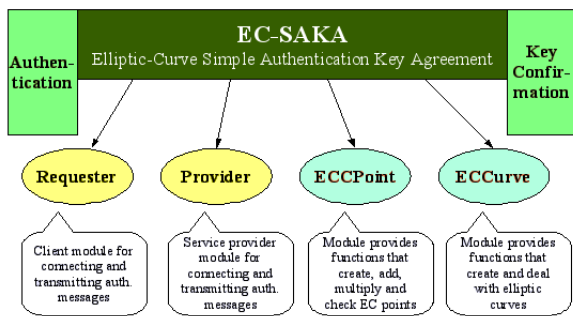 EC-SAKA
Elliptic-Curve Simple Authentication Key Agreement
Authen-
tication
Key
Confir-
mation
Requester
Provider
ECCPoint
ECCurve
Client module for
connecting and
transmitting auth.
messages
Service provider
module for
connecting and
transmitting auth.
messages
Module provides
functions that
create, add,
multiply and
check EC points
Module provides
functions that
create and deal
with elliptic
curves